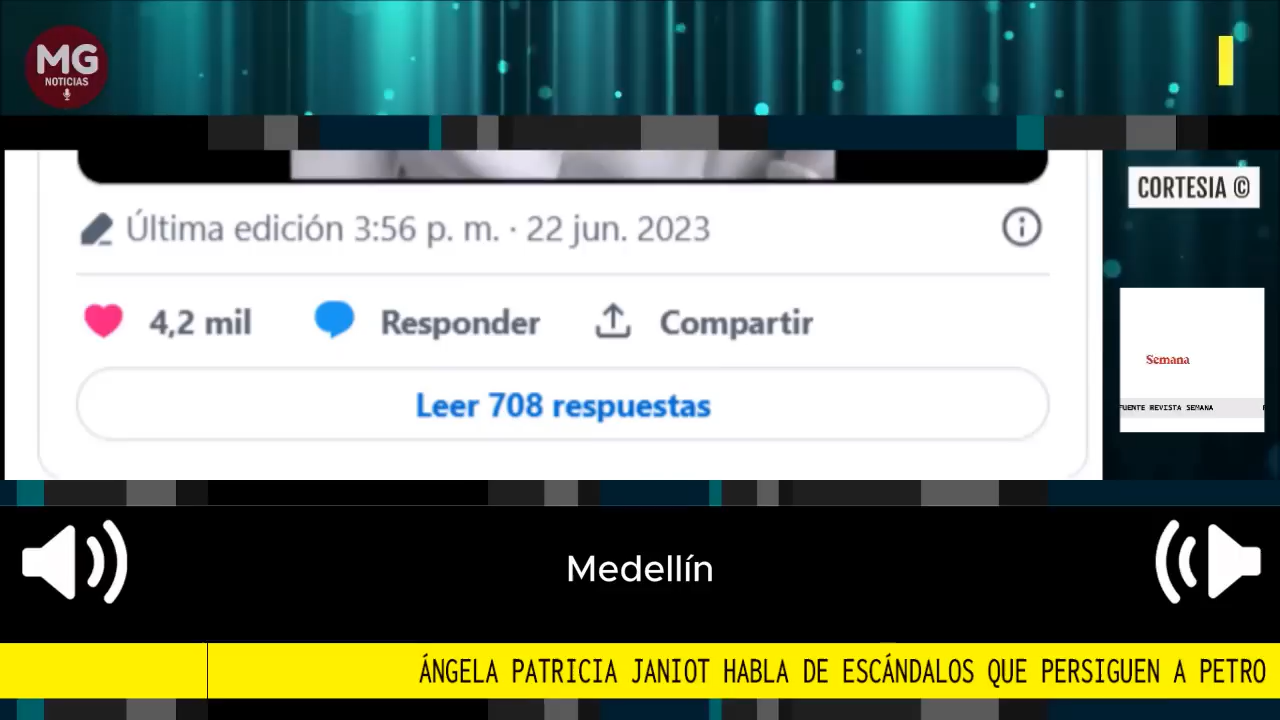 MG
NOTICIAS
CORTESIA ©
Última edición 3:56 p. m. · 22 jun. 2023
4,2 mil Responder Compartir
Leer 708 respuestas
Semana
FUENTE REVISTA SEMANA
Medellín
ÁNGELA PATRICIA JANIOT HABLA DE ESCÁNDALOS QUE PERSIGUEN A PETRO